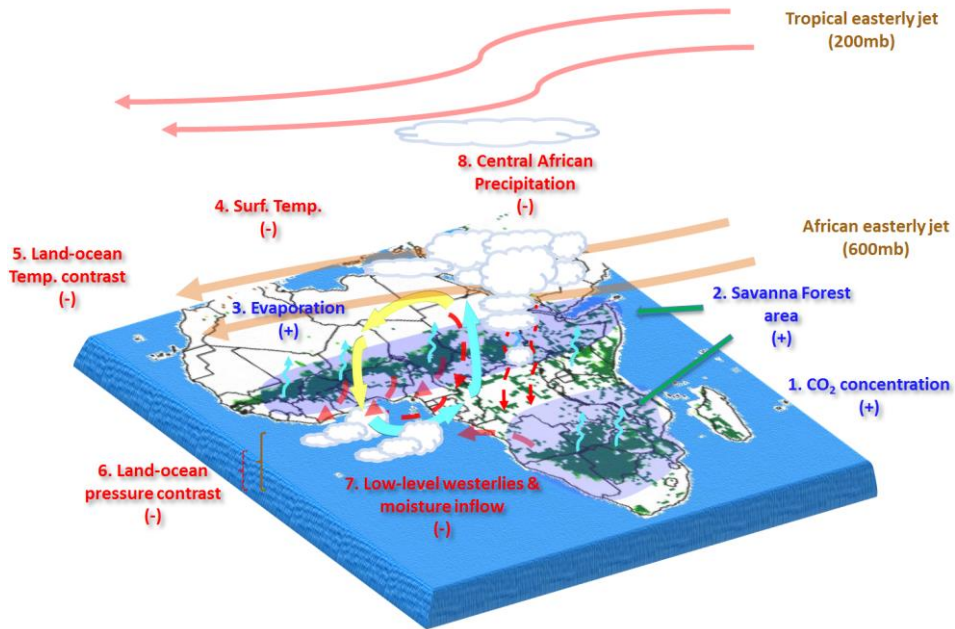 Tropical easterly jet
(200mb)
8. Central African
Precipitation
(-)
4. Surf. Temp.
(-)
African easterly jet
(600mb)
5. Land-ocean
Temp. contrast
(-)
3. Evaporation
(+)
2. Savanna Forest
area
(+)
1. CO₂ concentration
(+)
6. Land-ocean
pressure contrast
(-)
7. Low-level westerlies &
moisture inflow
(-)